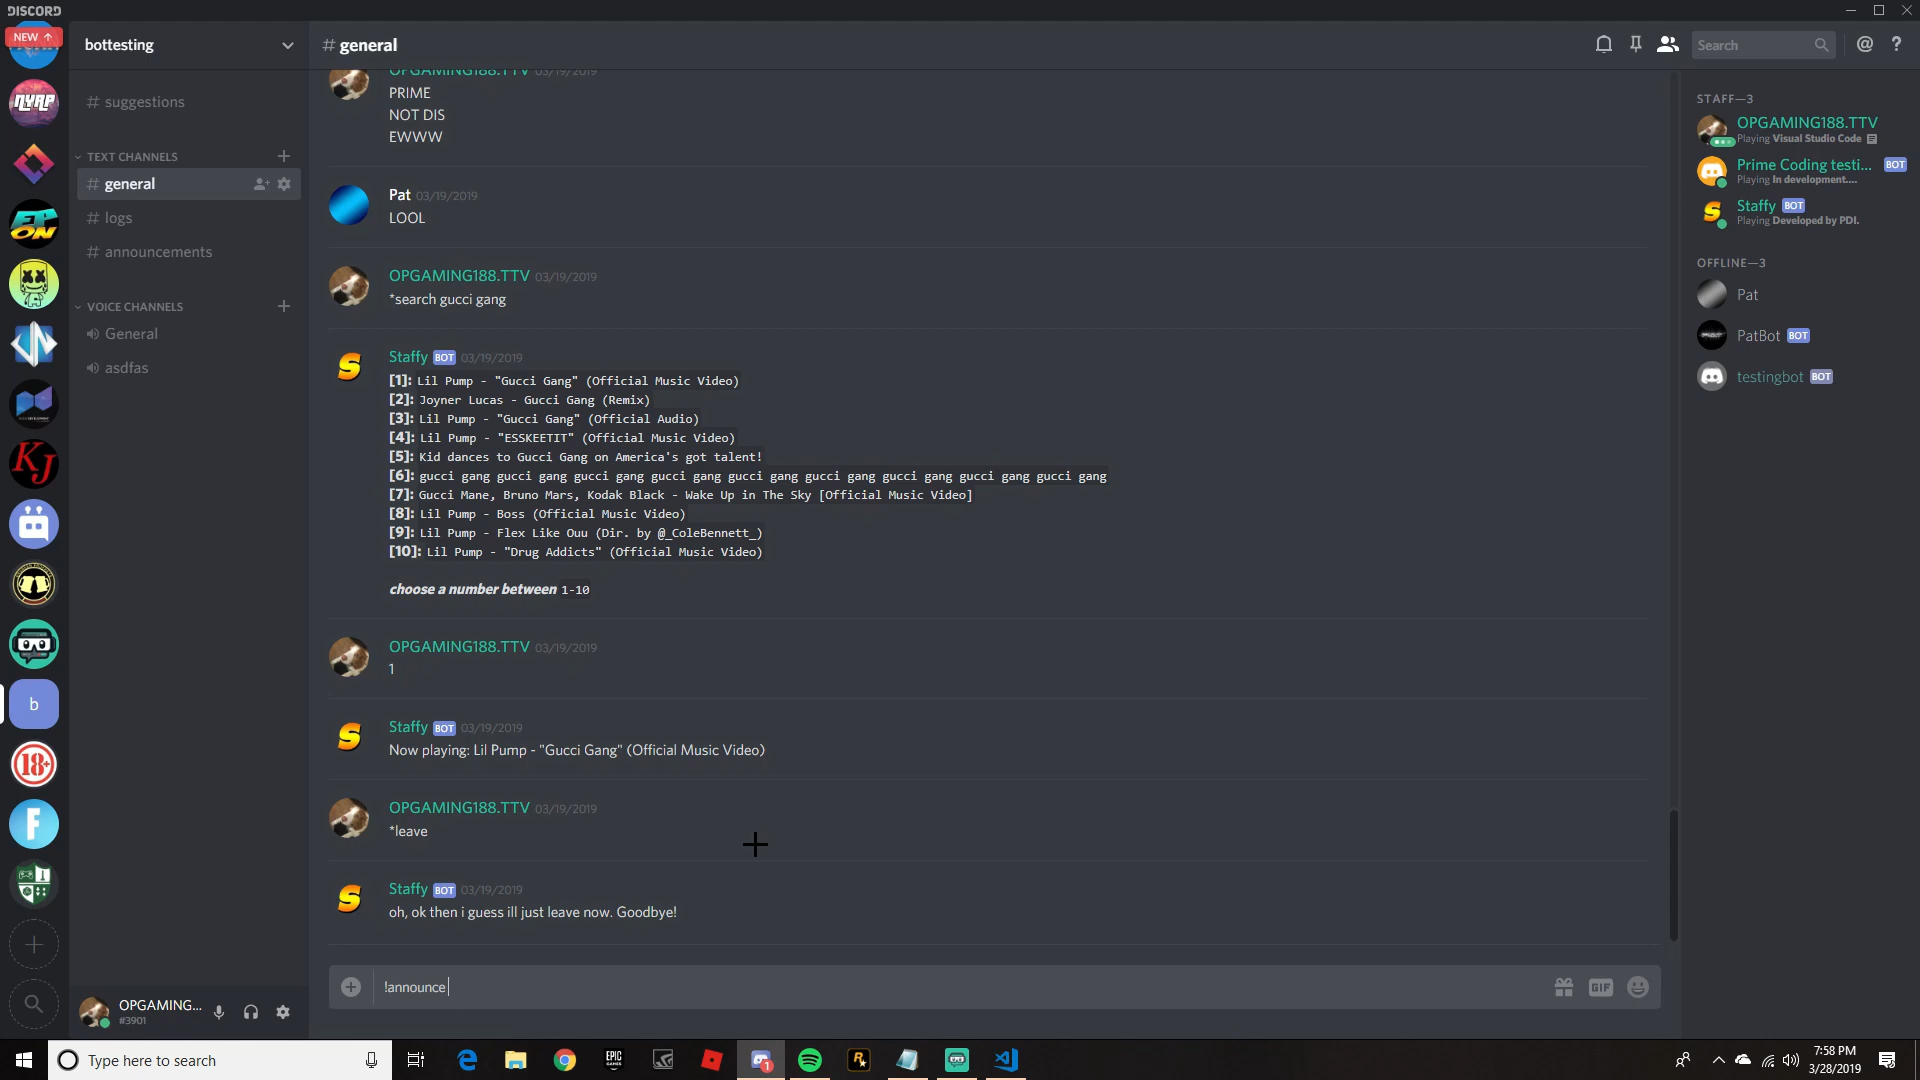 DISCORD
NEW ↑
NYRP
EP
ON
KJ
b
18+
F
bottesting
# suggestions
TEXT CHANNELS
# general
# logs
# announcements
VOICE CHANNELS
General
asdfas
OPGAMING...
#3901
# general
Search
OPGAMING188.TTV 03/19/2019
PRIME
NOT DIS
EWWW
Pat 03/19/2019
LOOL
OPGAMING188.TTV 03/19/2019
*search gucci gang
Staffy BOT 03/19/2019
[1]: Lil Pump - "Gucci Gang" (Official Music Video)
[2]: Joyner Lucas - Gucci Gang (Remix)
[3]: Lil Pump - "Gucci Gang" (Official Audio)
[4]: Lil Pump - "ESSKEETIT" (Official Music Video)
[5]: Kid dances to Gucci Gang on America's got talent!
[6]: gucci gang gucci gang gucci gang gucci gang gucci gang gucci gang gucci gang gucci gang gucci gang
[7]: Gucci Mane, Bruno Mars, Kodak Black - Wake Up in The Sky [Official Music Video]
[8]: Lil Pump - Boss (Official Music Video)
[9]: Lil Pump - Flex Like Ouu (Dir. by @_ColeBennett_)
[10]: Lil Pump - "Drug Addicts" (Official Music Video)
choose a number between 1-10
OPGAMING188.TTV 03/19/2019
1
Staffy BOT 03/19/2019
Now playing: Lil Pump - "Gucci Gang" (Official Music Video)
OPGAMING188.TTV 03/19/2019
*leave
Staffy BOT 03/19/2019
oh, ok then i guess ill just leave now. Goodbye!
!announce
GIF
STAFF—3
OPGAMING188.TTV
Playing Visual Studio Code
Prime Coding testi... BOT
Playing In development....
Staffy BOT
Playing Developed by PDI.
OFFLINE—3
Pat
PatBot BOT
testingbot BOT
Type here to search
EPIC
GAMES
1
R
7:58 PM
3/28/2019